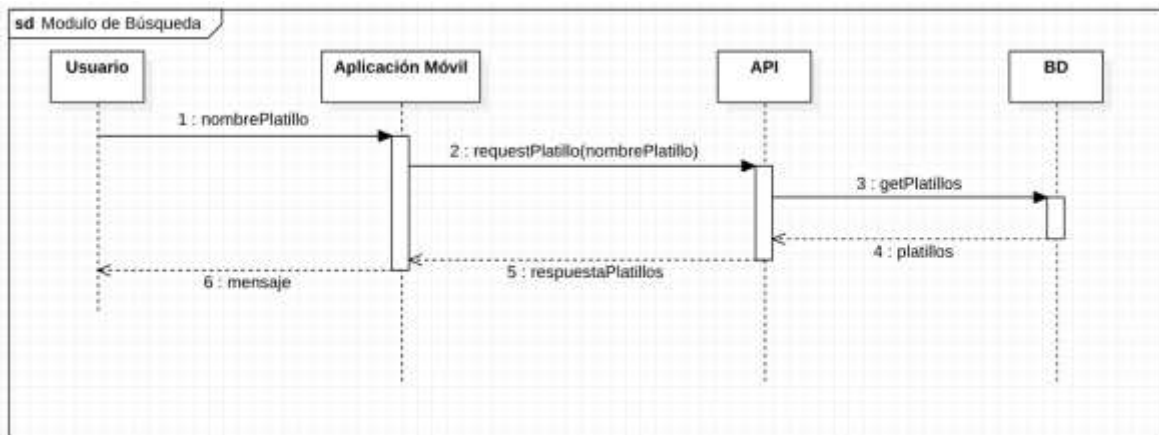 sd Modulo de Búsqueda
Usuario
Aplicación Móvil
API
BD
1 : nombrePlatillo
2 : requestPlatillo(nombrePlatillo)
3 : getPlatillos
4 : platillos
5 : respuestaPlatillos
6 : mensaje